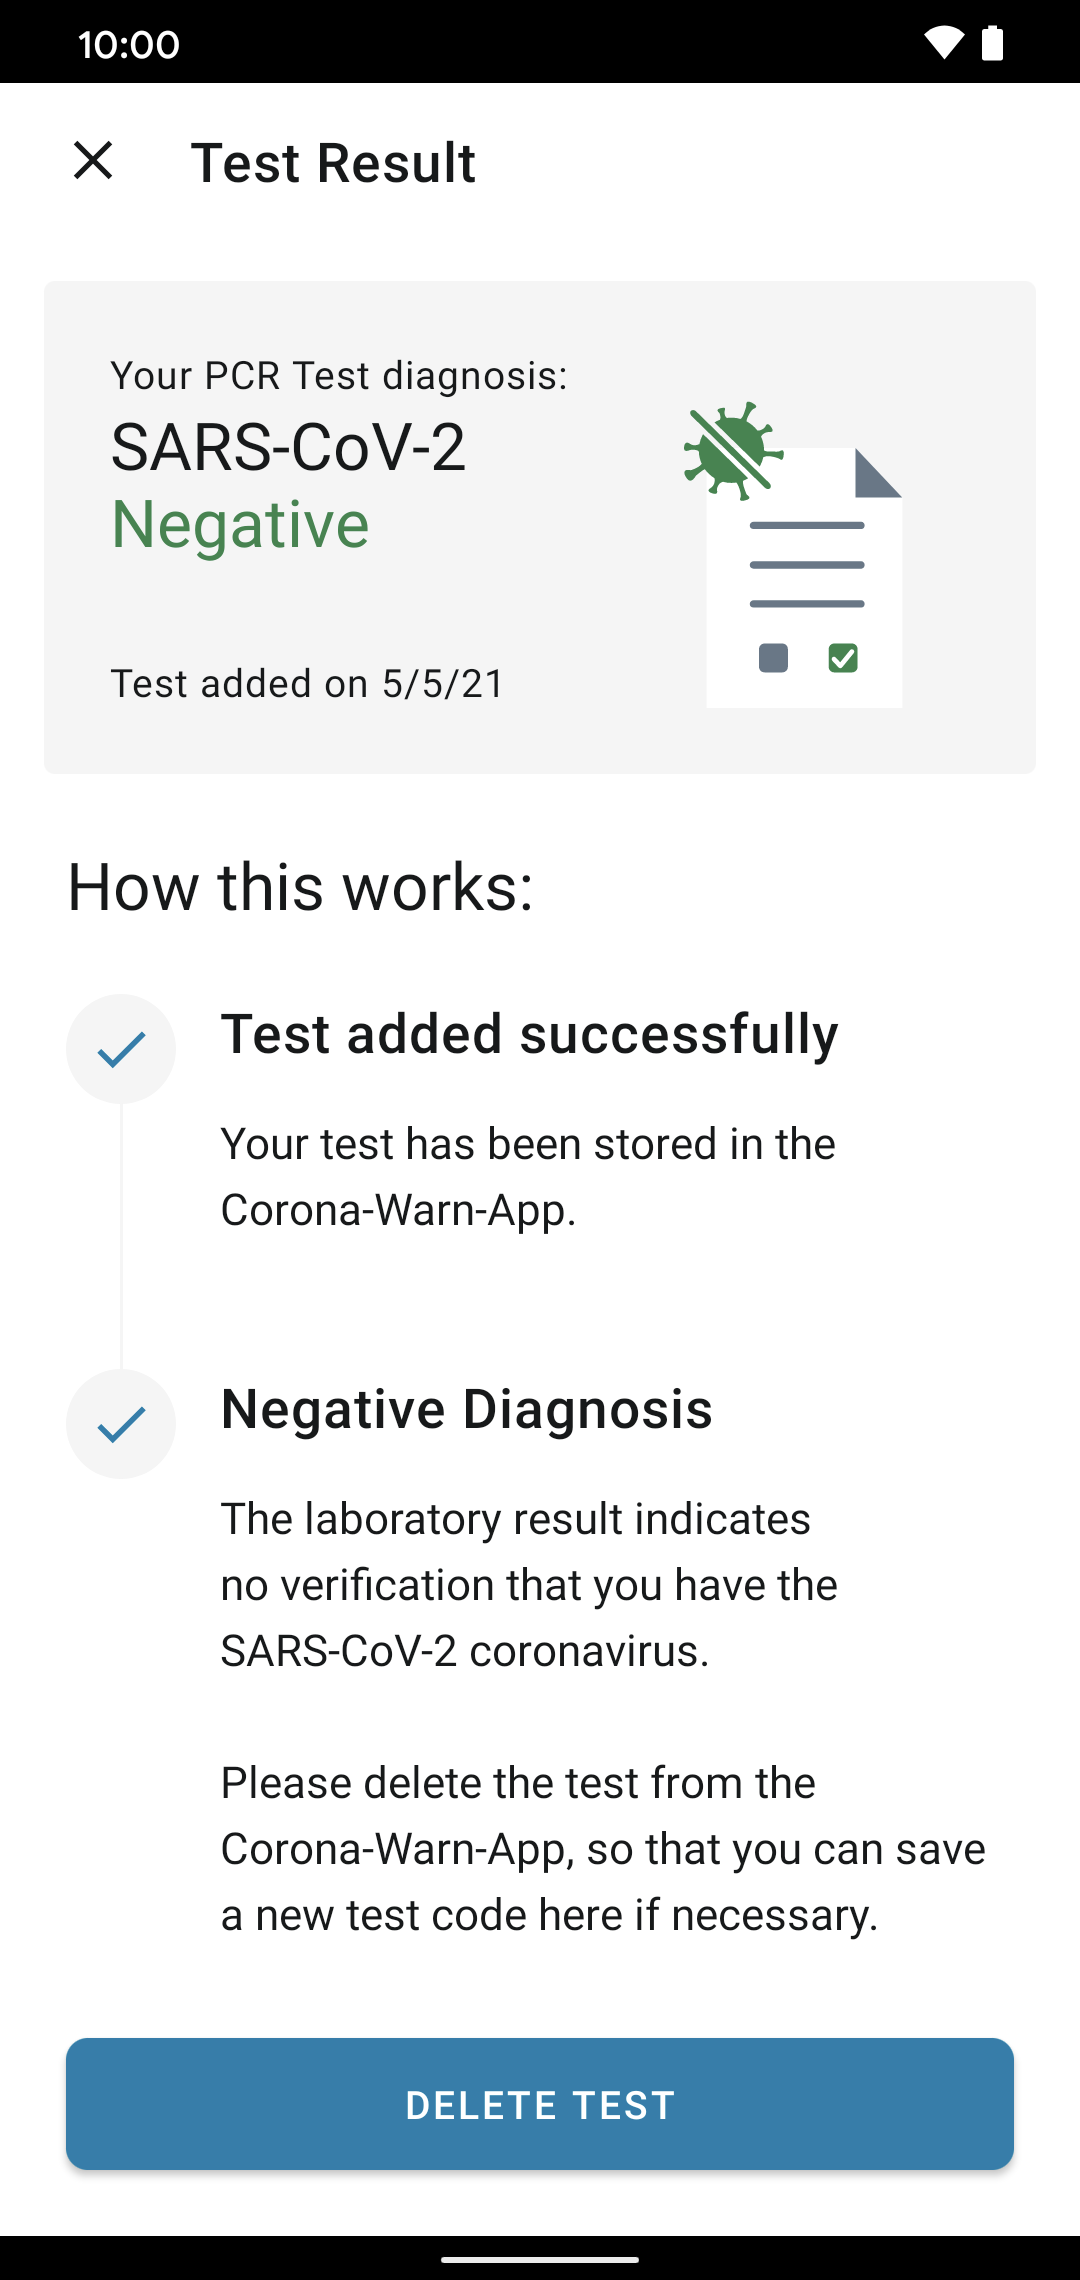 10:00
Test Result
Your PCR Test diagnosis:
SARS-CoV-2
Negative
Test added on 5/5/21
How this works:
Test added successfully
Your test has been stored in the
Corona-Warn-App.
Negative Diagnosis
The laboratory result indicates
no verification that you have the
SARS-CoV-2 coronavirus.
Please delete the test from the
Corona-Warn-App, so that you can save
a new test code here if necessary.
DELETE TEST